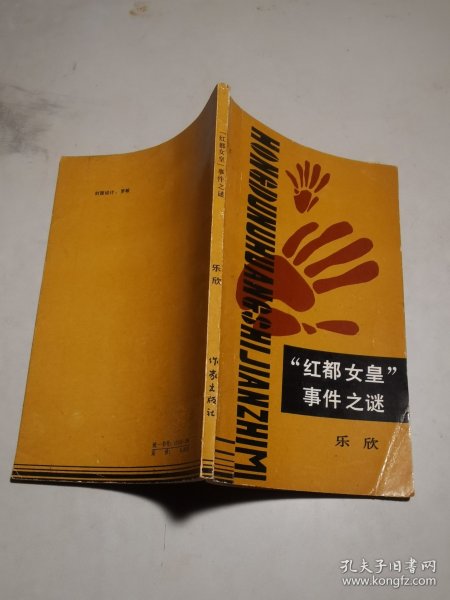 封面设计：罗雪
“红都女皇”事件之谜
乐欣
作家出版社
HONGDUNUHUANGSHIJIANZHIMI
“红都女皇”
事件之谜
乐欣
孔夫子旧书网
www.kongfz.com